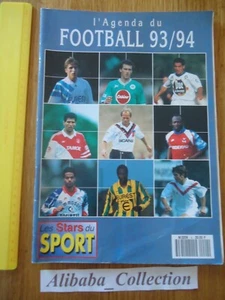 l'Agenda du
FOOTBALL 93/94
Les Stars du
SPORT
Alibaba_Collection